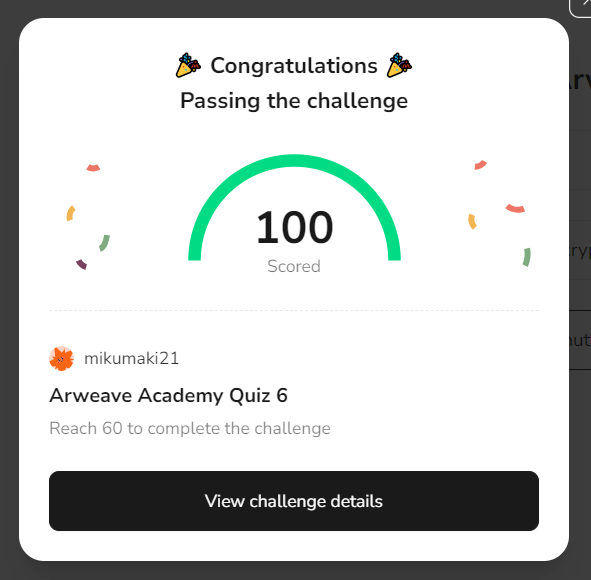 Congratulations
Passing the challenge
100
Scored
mikumaki21
Arweave Academy Quiz 6
Reach 60 to complete the challenge
View challenge details